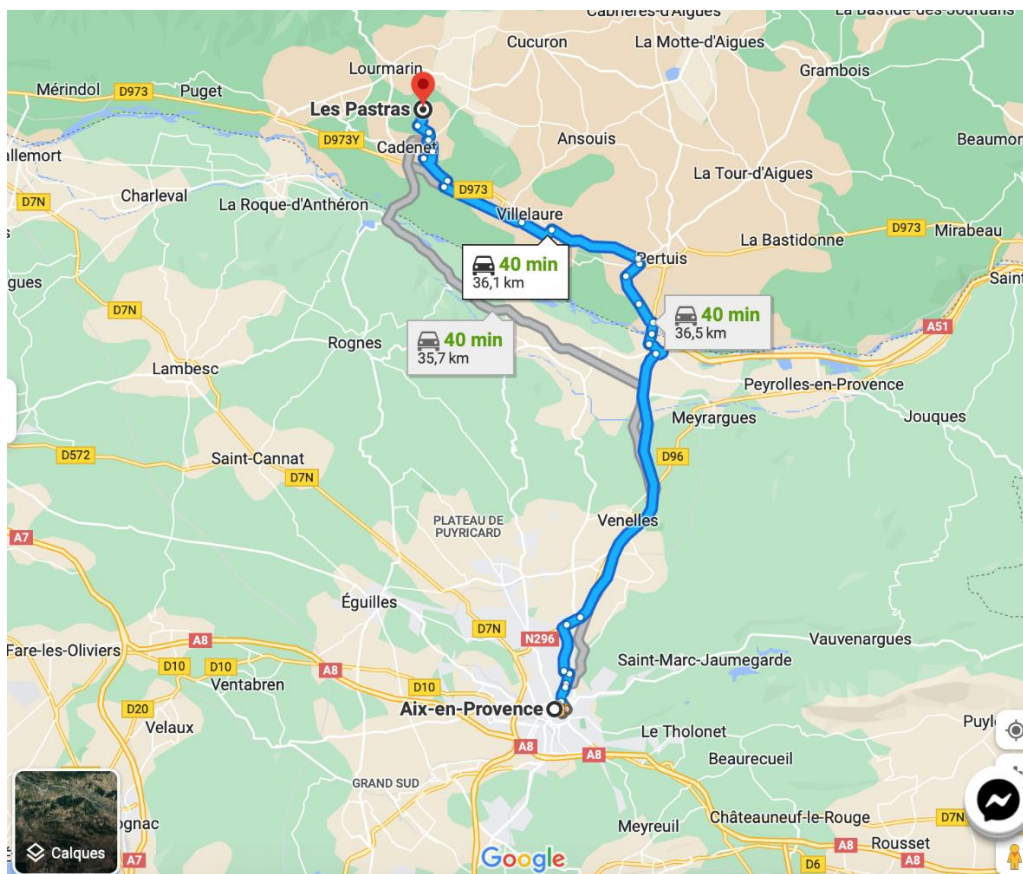 Cabrières-d'Aigues
La Bastide-des-Jourdans
Cucuron
La Motte-d'Aigues
Lourmarin
Grambois
Mérindol
D973
Puget
Les Pastras
D973Y
Ansouis
Beaumon
Cadenet
allemort
Charleval
La Tour-d'Aigues
D7N
La Roque-d'Anthéron
D973
Villelaure
D973
Mirabeau
La Bastidonne
Pertuis
40 min
36,1 km
Saint
gues
D7N
40 min
36,5 km
A51
40 min
35,7 km
Rognes
Lambesc
Peyrolles-en-Provence
Meyrargues
Jouques
D572
Saint-Cannat
D96
D7N
PLATEAU DE
PUYRICARD
Venelles
A7
Éguilles
D7N
N296
Vauvenargues
A8
Fare-les-Oliviers
D10
D10
A8
Saint-Marc-Jaumegarde
Ventabren
D10
Aix-en-Provence
D20
Velaux
Puyl
Le Tholonet
A8
A8
Beaurecueil
GRAND SUD
Châteauneuf-le-Rouge
D7N
Meyreuil
ognac
A8
Rousset
Calques
A7
Google
D6